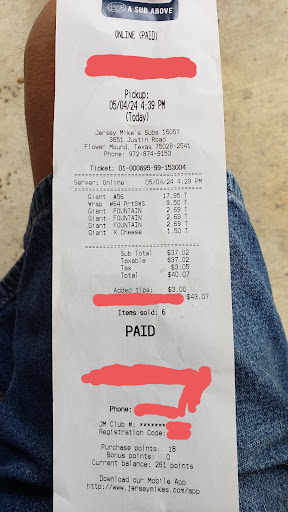 A SUB ABOVE
ONLINE (PAID)
Pickup:
05/04/24 4:39 PM
(Today)
Jersey Mike's Subs 15057
3651 Justin Road
Flower Mound, Texas 75028-2541
Phone: 972-874-9153
Ticket: 01-000895-99-153004
Server: Online 05/04/24 4:29 PM
Giant #56 17.95 T
Wrap #64 PrtSWS 9.50 T
Giant FOUNTAIN 2.69 T
Giant FOUNTAIN 2.69 T
Giant FOUNTAIN 2.69 T
Giant X Cheese 1.50 T
Sub Total $37.02
Taxable $37.02
Tax $3.05
Total $40.07
Added tips: $3.00
$43.07
Items sold: 6
PAID
Phone:
JM Club #: *******
Registration Code:
Purchase points: 18
Bonus points: 0
Current balance: 261 points
Download our Mobile App
http://www.jerseymikes.com/app